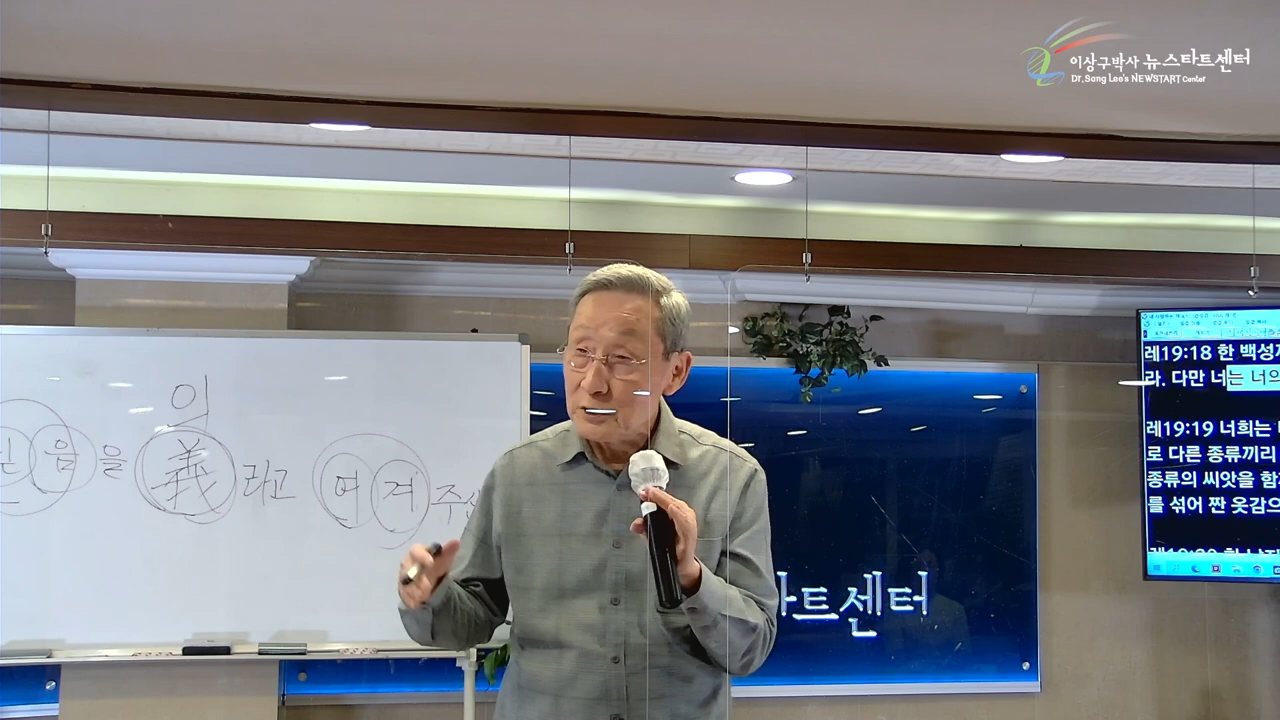 이상구박사 뉴스타트센터
Dr. Sang Lee's NEWSTART Center
의
믿음을 義라고 여겨 주신
타트센터
레19:18 한 백성
라. 다만 너는 너의
레19:19 너희는
로 다른 종류끼리
종류의 씨앗을 함
를 섞어 짠 옷감으